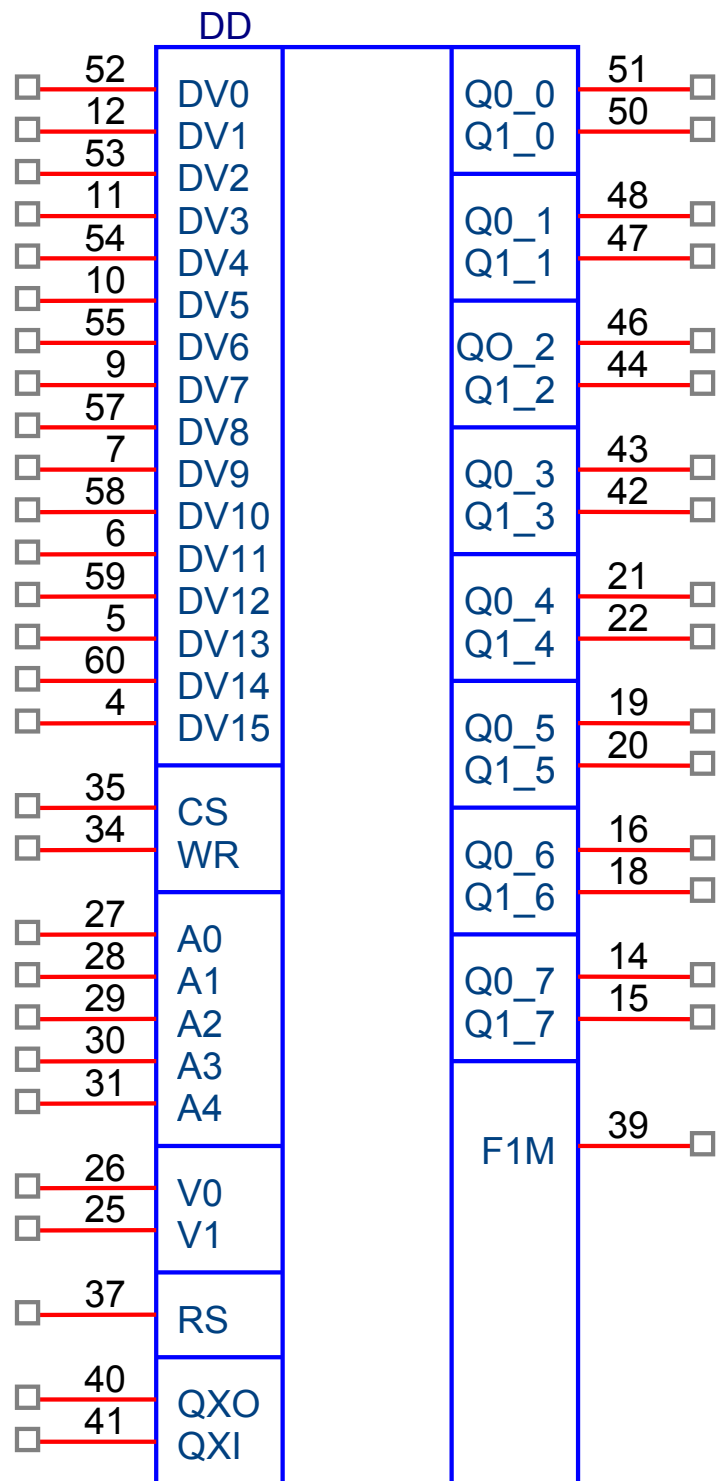 DD
52 DV0
12 DV1
53 DV2
11 DV3
54 DV4
10 DV5
55 DV6
9 DV7
57 DV8
7 DV9
58 DV10
6 DV11
59 DV12
5 DV13
60 DV14
4 DV15
35 CS
34 WR
27 A0
28 A1
29 A2
30 A3
31 A4
26 V0
25 V1
37 RS
40 QXO
41 QXI
Q0_0 51
Q1_0 50
Q0_1 48
Q1_1 47
QO_2 46
Q1_2 44
Q0_3 43
Q1_3 42
Q0_4 21
Q1_4 22
Q0_5 19
Q1_5 20
Q0_6 16
Q1_6 18
Q0_7 14
Q1_7 15
F1M 39